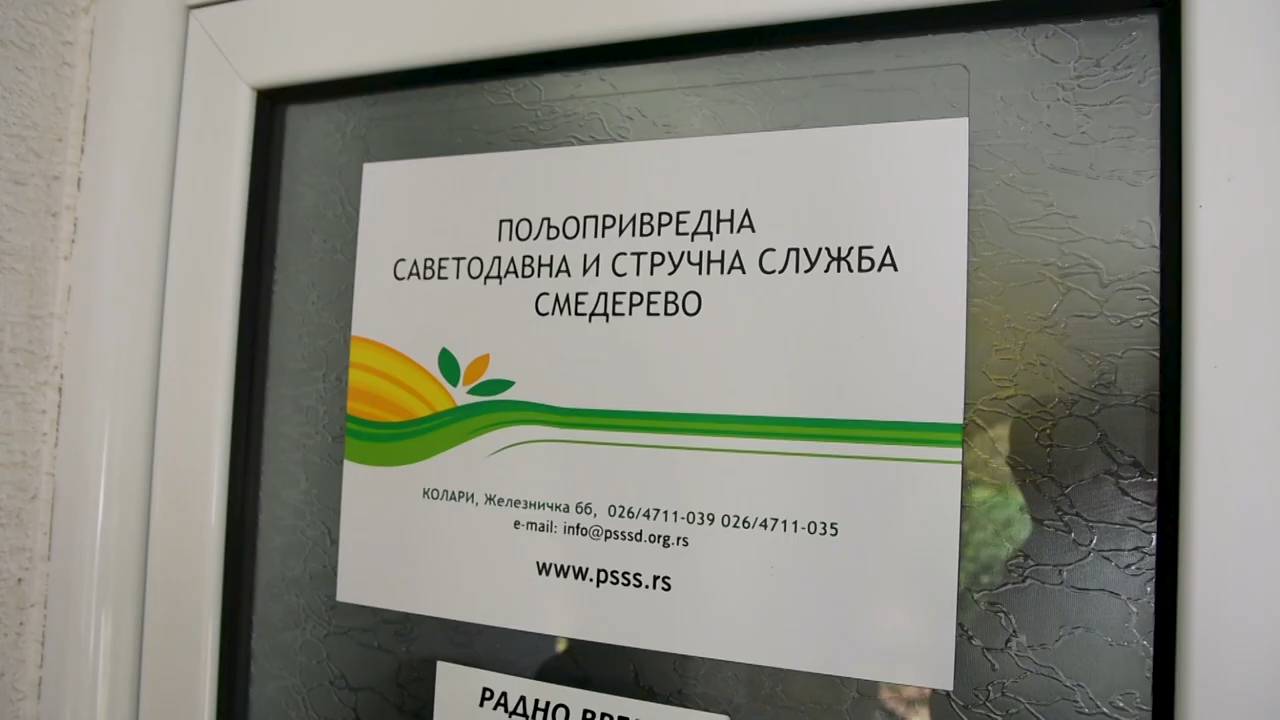 ПОЉОПРИВРЕДНА
САВЕТОДАВНА И СТРУЧНА СЛУЖБА
СМЕДЕРЕВО
КОЛАРИ, Железничка бб, 026/4711-039 026/4711-035
e-mail: info@psssd.org.rs
www.psss.rs
РАДНО